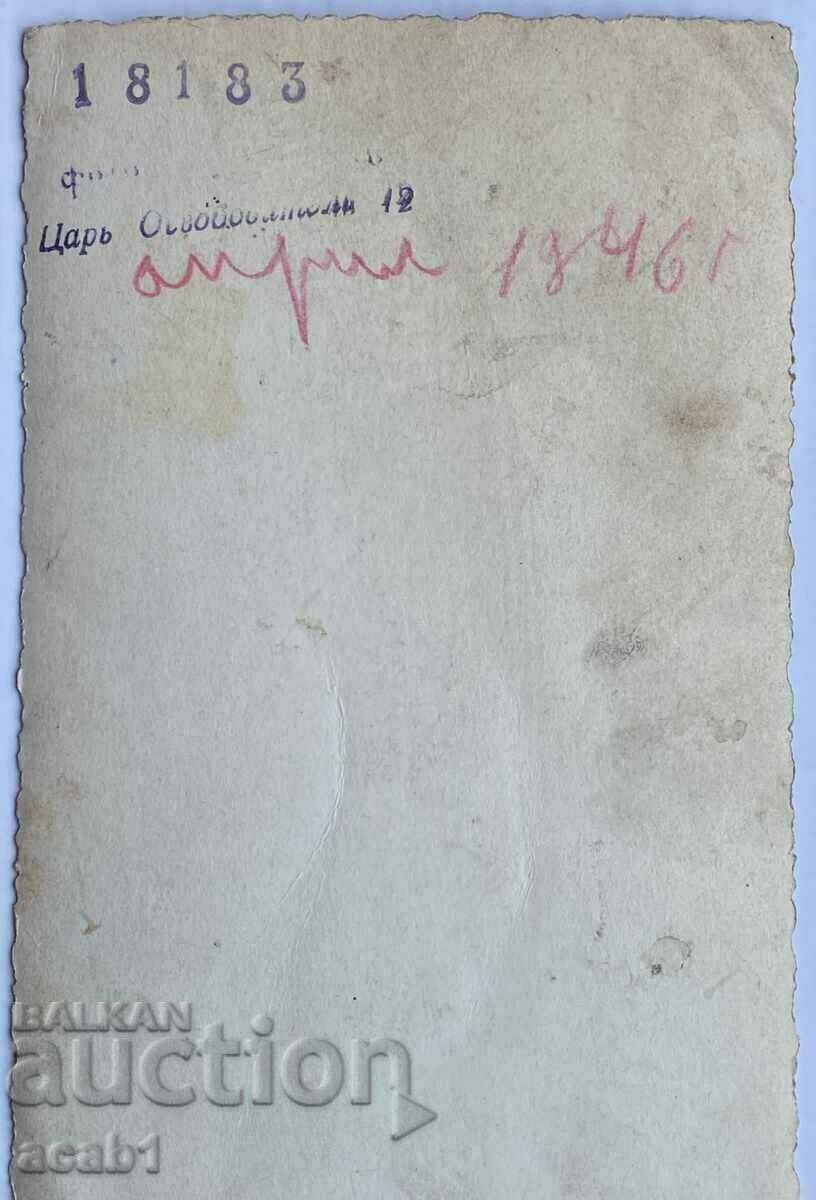 18183
Царь Освободитель 12
април 1946 г
BALKAN
auction
acab1